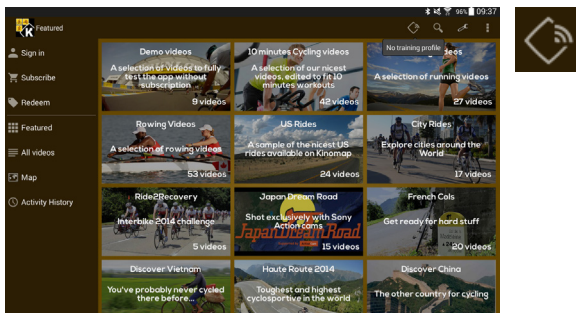 96% 09:37
Featured
No training profile
Sign in
Subscribe
Redeem
Featured
All videos
Map
Activity History
Demo videos
A selection of videos to fully
test the app without
subscription
9 videos
10 minutes Cycling videos
A selection of our nicest
videos, edited to fit 10
minutes workouts
42 videos
A selection of running videos
27 videos
Rowing Videos
A selection of rowing videos
53 videos
US Rides
A sample of the nicest US
rides available on Kinomap
24 videos
City Rides
Explore cities around the
World
17 videos
Ride2Recovery
Interbike 2014 challenge
5 videos
Japan Dream Road
Shot exclusively with Sony
Action cams
JapanDreamRoad
15 videos
French Cols
Get ready for hard stuff
20 videos
Discover Vietnam
You've probably never cycled
there before...
Haute Route 2014
Toughest and highest
cyclosportive in the world
Discover China
The other country for cycling